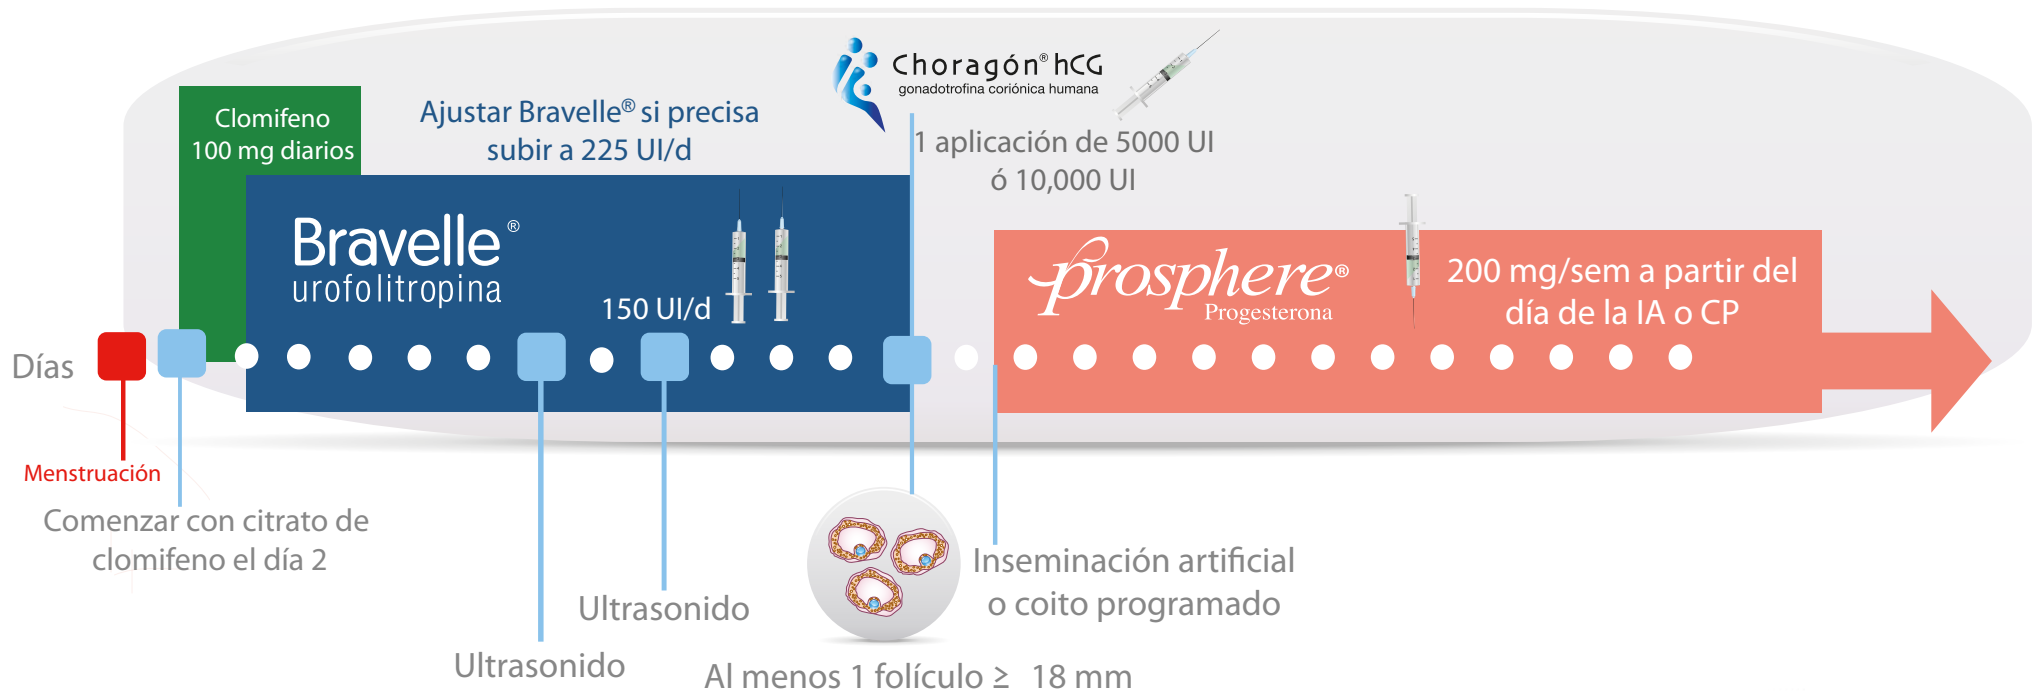 Clomifeno
100 mg diarios
Ajustar Bravelle® si precisa
subir a 225 UI/d
Choragón® hCG
gonadotrofina coriónica humana
1 aplicación de 5000 UI
ó 10,000 UI
Bravelle®
urofolitropina
150 UI/d
prosphere®
Progesterona
200 mg/sem a partir del
día de la IA o CP
Días
Menstruación
Comenzar con citrato de
clomifeno el día 2
Ultrasonido
Ultrasonido
Inseminación artificial
o coito programado
Al menos 1 folículo ≥ 18 mm